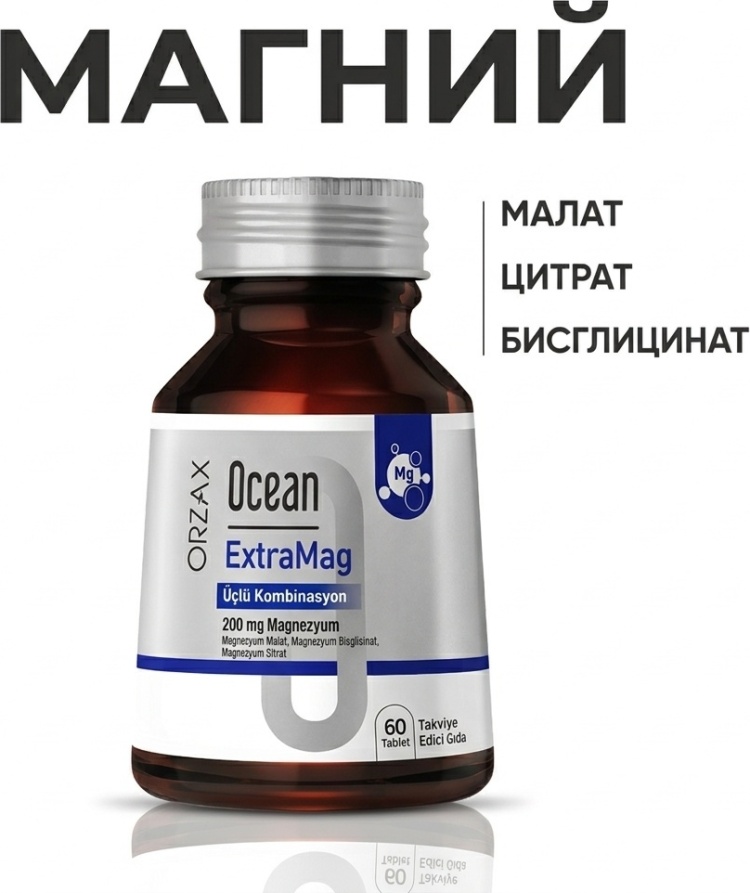 МАГНИЙ
МАЛАТ
ЦИТРАТ
БИСГЛИЦИНАТ
ORZAX
Ocean
ExtraMag
Üçlü Kombinasyon
200 mg Magnezyum
Megnezyum Malat, Magnezyum Bisglisinat,
Magnezyum Sitrat
Mg
60
Tablet
Takviye
Edici Gıda